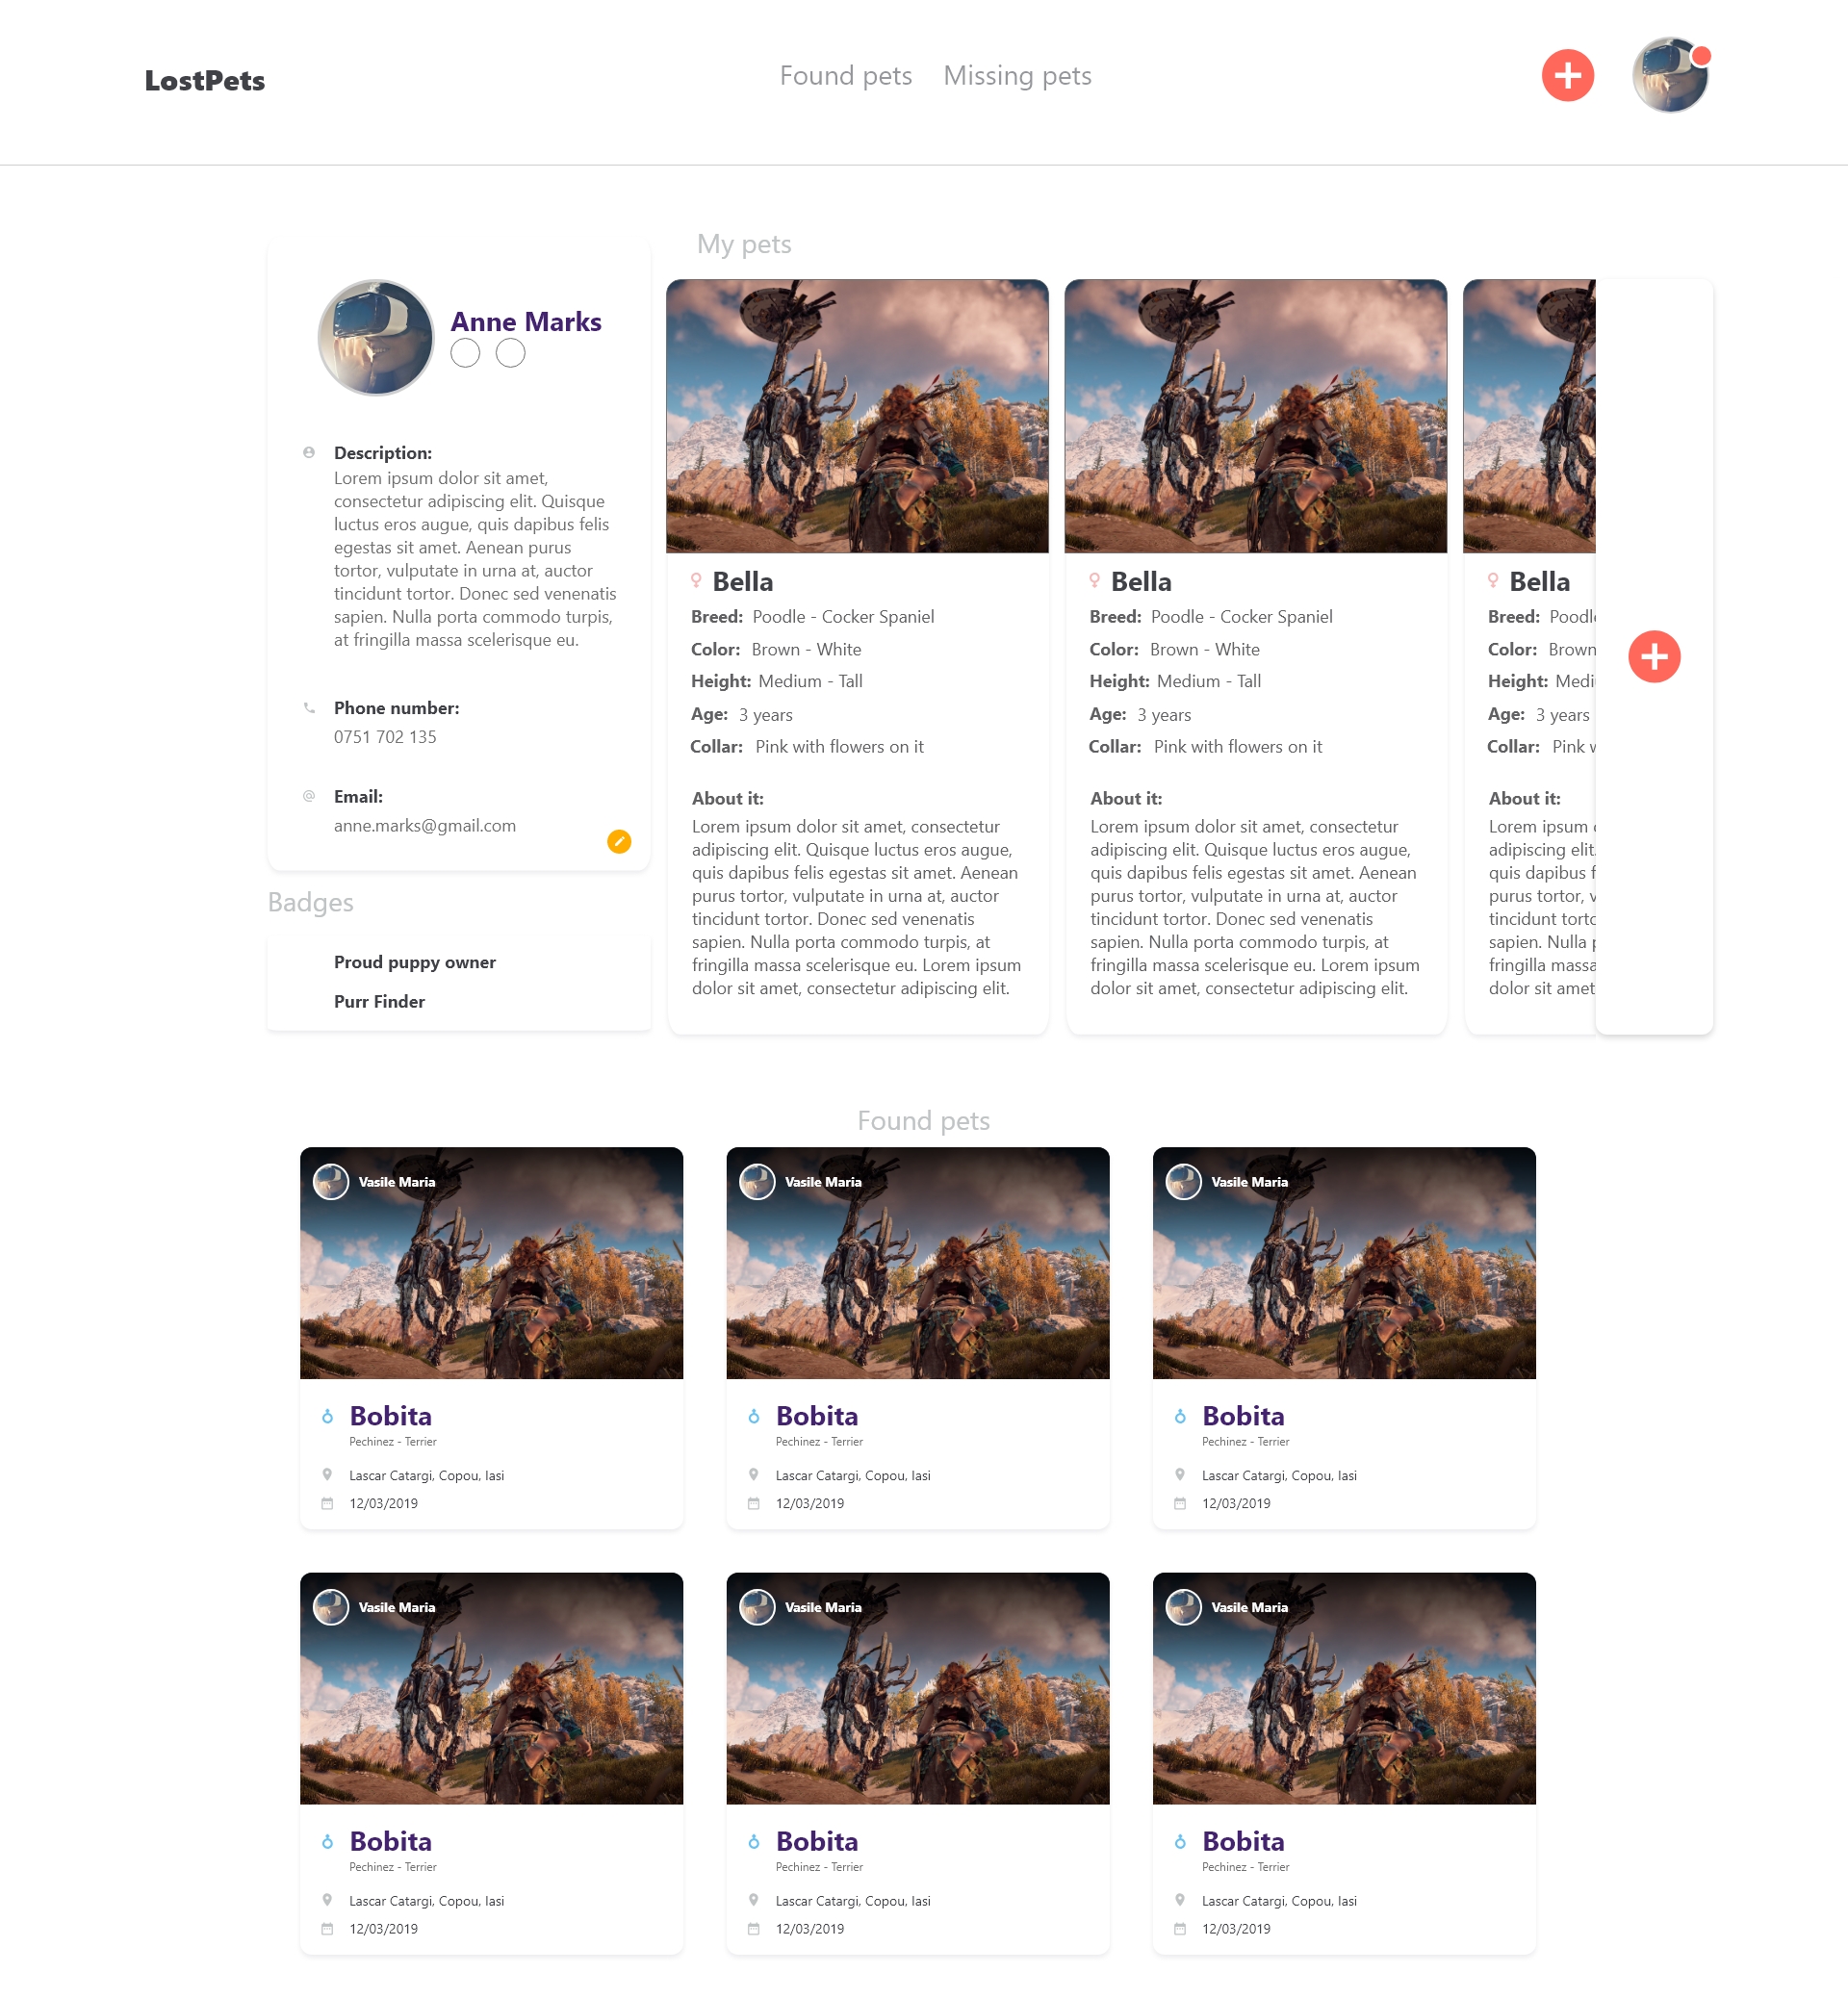 LostPets
Found pets
Missing pets
Anne Marks
Description:
Lorem ipsum dolor sit amet,
consectetur adipiscing elit. Quisque
luctus eros augue, quis dapibus felis
egestas sit amet. Aenean purus
tortor, vulputate in urna at, auctor
tincidunt tortor. Donec sed venenatis
sapien. Nulla porta commodo turpis,
at fringilla massa scelerisque eu.
Phone number:
0751 702 135
Email:
anne.marks@gmail.com
Badges
Proud puppy owner
Purr Finder
My pets
Bella
Breed: Poodle - Cocker Spaniel
Color: Brown - White
Height: Medium - Tall
Age: 3 years
Collar: Pink with flowers on it
About it:
Lorem ipsum dolor sit amet, consectetur
adipiscing elit. Quisque luctus eros augue,
quis dapibus felis egestas sit amet. Aenean
purus tortor, vulputate in urna at, auctor
tincidunt tortor. Donec sed venenatis
sapien. Nulla porta commodo turpis, at
fringilla massa scelerisque eu. Lorem ipsum
dolor sit amet, consectetur adipiscing elit.
Bella
Breed: Poodle - Cocker Spaniel
Color: Brown - White
Height: Medium - Tall
Age: 3 years
Collar: Pink with flowers on it
About it:
Lorem ipsum dolor sit amet, consectetur
adipiscing elit. Quisque luctus eros augue,
quis dapibus felis egestas sit amet. Aenean
purus tortor, vulputate in urna at, auctor
tincidunt tortor. Donec sed venenatis
sapien. Nulla porta commodo turpis, at
fringilla massa scelerisque eu. Lorem ipsum
dolor sit amet, consectetur adipiscing elit.
Bella
Breed:
Color: Brown
Height:
Age: 3 years
Collar: Pink
About it:
Lorem ipsum
adipiscing elit.
quis dapibus
purus tortor,
tincidunt
sapien. Nulla
fringilla massa
dolor sit amet
Found pets
Vasile Maria
Bobita
Pechinez - Terrier
Lascar Catargi, Copou, Iasi
12/03/2019
Vasile Maria
Bobita
Pechinez - Terrier
Lascar Catargi, Copou, Iasi
12/03/2019
Vasile Maria
Bobita
Pechinez - Terrier
Lascar Catargi, Copou, Iasi
12/03/2019
Vasile Maria
Bobita
Pechinez - Terrier
Lascar Catargi, Copou, Iasi
12/03/2019
Vasile Maria
Bobita
Pechinez - Terrier
Lascar Catargi, Copou, Iasi
12/03/2019
Vasile Maria
Bobita
Pechinez - Terrier
Lascar Catargi, Copou, Iasi
12/03/2019